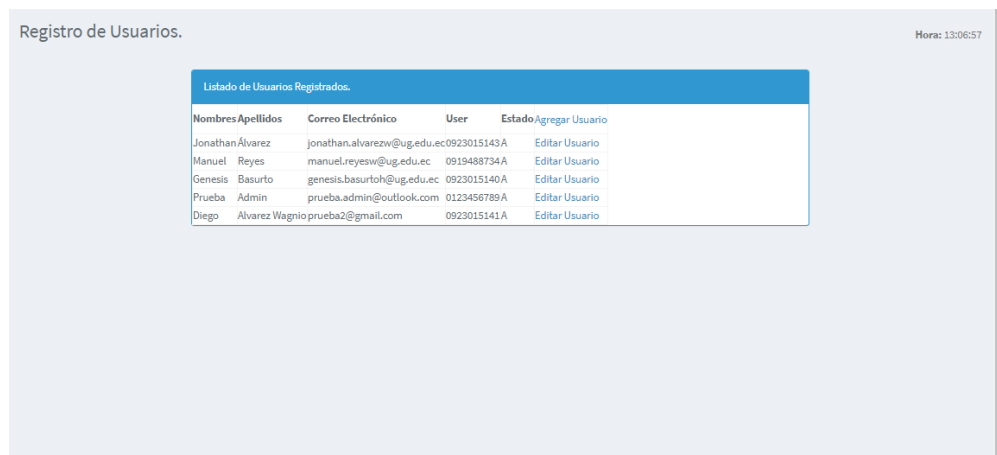 Registro de Usuarios.
Hora: 13:06:57
Listado de Usuarios Registrados.
Nombres Apellidos Correo Electrónico User Estado Agregar Usuario
Jonathan Álvarez jonathan.alvarezw@ug.edu.ec 0923015143 A Editar Usuario
Manuel Reyes manuel.reyesw@ug.edu.ec 0919488734 A Editar Usuario
Genesis Basurto genesis.basurtoh@ug.edu.ec 0923015140 A Editar Usuario
Prueba Admin prueba.admin@outlook.com 0123456789 A Editar Usuario
Diego Alvarez Wagnio prueba2@gmail.com 0923015141 A Editar Usuario